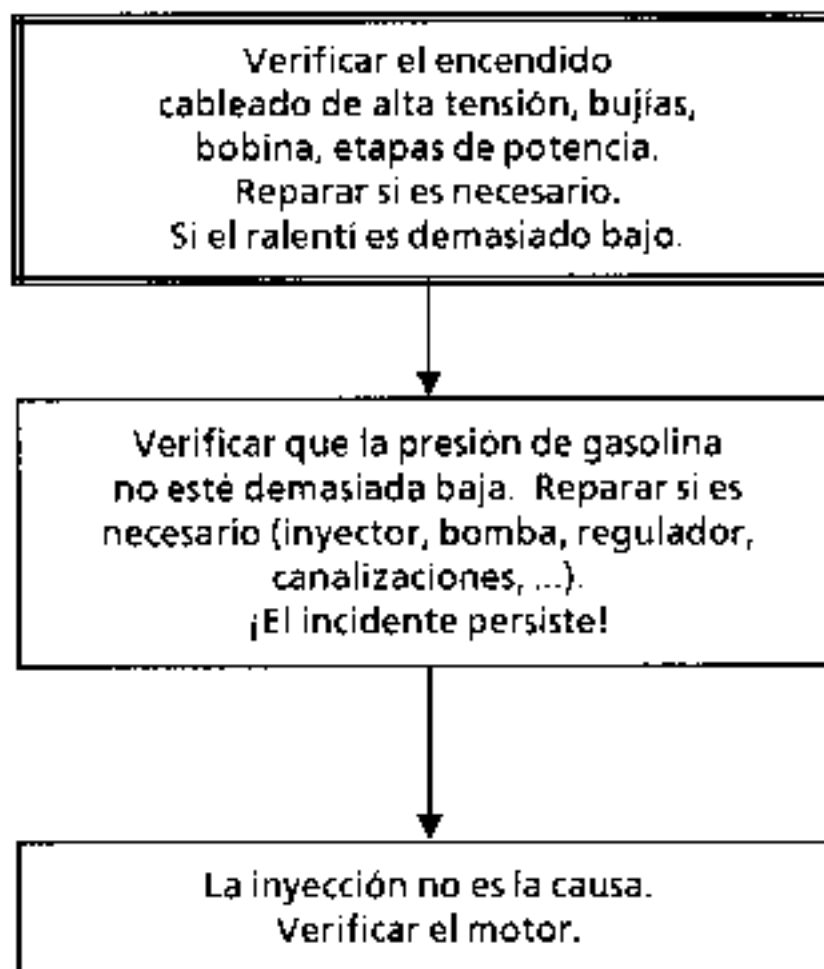 Verificar el encendido
cableado de alta tensión, bujías,
bobina, etapas de potencia.
Reparar si es necesario.
Si el ralentí es demasiado bajo.
Verificar que la presión de gasolina
no esté demasiada baja. Reparar si es
necesario (inyector, bomba, regulador,
canalizaciones, ...).
¡El incidente persiste!
La inyección no es la causa.
Verificar el motor.